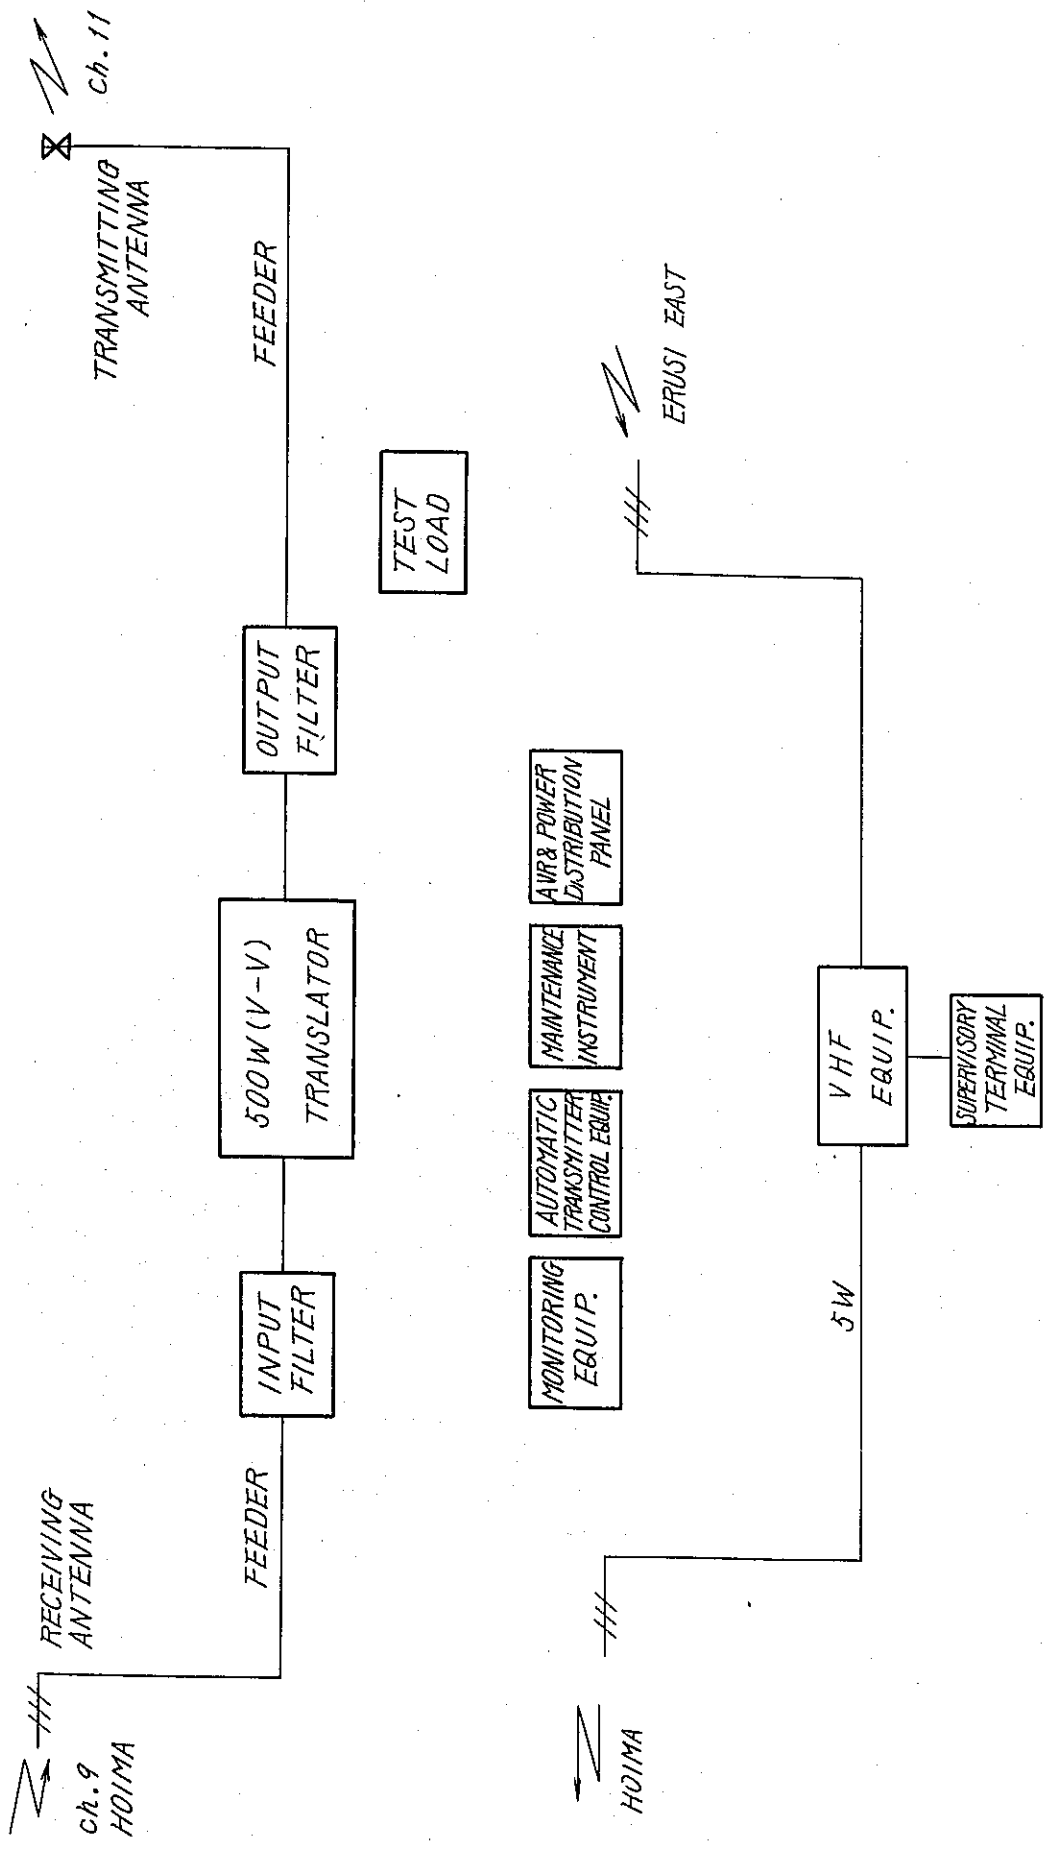 Ch.9
HOIMA
RECEIVING
ANTENNA
FEEDER
INPUT
FILTER
500W(V-V)
TRANSLATOR
OUTPUT
FILTER
FEEDER
TRANSMITTING
ANTENNA
Ch.11
TEST
LOAD
MONITORING
EQUIP.
AUTOMATIC
TRANSMITTER
CONTROL EQUIP.
MAINTENANCE
INSTRUMENT
AVR& POWER
DISTRIBUTION
PANEL
HOIMA
5W
VHF
EQUIP.
SUPERVISORY
TERMINAL
EQUIP.
ERUSI EAST